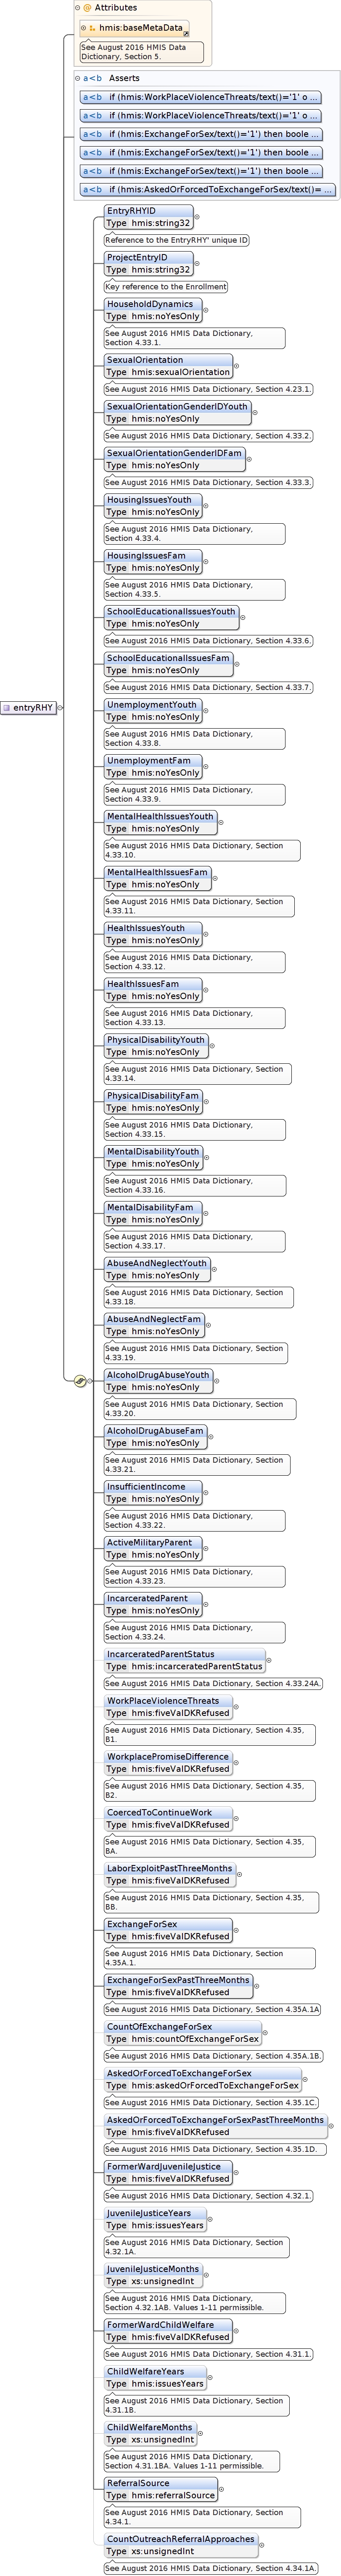 @ Attributes
hmis:baseMetaData
See August 2016 HMIS Data
Dictionary, Section 5.
a<b Asserts
a<b if (hmis:WorkPlaceViolenceThreats/text()='1' o ...
a<b if (hmis:WorkPlaceViolenceThreats/text()='1' o ...
a<b if (hmis:ExchangeForSex/text()='1') then boole ...
a<b if (hmis:ExchangeForSex/text()='1') then boole ...
a<b if (hmis:ExchangeForSex/text()='1') then boole ...
a<b if (hmis:AskedOrForcedToExchangeForSex/text()= ...
EntryRHYID
Type hmis:string32
Reference to the EntryRHY' unique ID
ProjectEntryID
Type hmis:string32
Key reference to the Enrollment
HouseholdDynamics
Type hmis:noYesOnly
See August 2016 HMIS Data Dictionary,
Section 4.33.1.
SexualOrientation
Type hmis:sexualOrientation
See August 2016 HMIS Data Dictionary, Section 4.23.1.
SexualOrientationGenderIDYouth
Type hmis:noYesOnly
See August 2016 HMIS Data Dictionary, Section 4.33.2.
SexualOrientationGenderIDFam
Type hmis:noYesOnly
See August 2016 HMIS Data Dictionary, Section 4.33.3.
HousingIssuesYouth
Type hmis:noYesOnly
See August 2016 HMIS Data Dictionary,
Section 4.33.4.
HousingIssuesFam
Type hmis:noYesOnly
See August 2016 HMIS Data Dictionary,
Section 4.33.5.
SchoolEducationalIssuesYouth
Type hmis:noYesOnly
See August 2016 HMIS Data Dictionary, Section 4.33.6.
SchoolEducationalIssuesFam
Type hmis:noYesOnly
See August 2016 HMIS Data Dictionary, Section 4.33.7.
entryRHY
UnemploymentYouth
Type hmis:noYesOnly
See August 2016 HMIS Data Dictionary,
Section 4.33.8.
UnemploymentFam
Type hmis:noYesOnly
See August 2016 HMIS Data Dictionary,
Section 4.33.9.
MentalHealthIssuesYouth
Type hmis:noYesOnly
See August 2016 HMIS Data Dictionary, Section
4.33.10.
MentalHealthIssuesFam
Type hmis:noYesOnly
See August 2016 HMIS Data Dictionary, Section
4.33.11.
HealthIssuesYouth
Type hmis:noYesOnly
See August 2016 HMIS Data Dictionary,
Section 4.33.12.
HealthIssuesFam
Type hmis:noYesOnly
See August 2016 HMIS Data Dictionary,
Section 4.33.13.
PhysicalDisabilityYouth
Type hmis:noYesOnly
See August 2016 HMIS Data Dictionary, Section
4.33.14.
PhysicalDisabilityFam
Type hmis:noYesOnly
See August 2016 HMIS Data Dictionary,
Section 4.33.15.
MentalDisabilityYouth
Type hmis:noYesOnly
See August 2016 HMIS Data Dictionary,
Section 4.33.16.
MentalDisabilityFam
Type hmis:noYesOnly
See August 2016 HMIS Data Dictionary,
Section 4.33.17.
AbuseAndNeglectYouth
Type hmis:noYesOnly
See August 2016 HMIS Data Dictionary, Section
4.33.18.
AbuseAndNeglectFam
Type hmis:noYesOnly
See August 2016 HMIS Data Dictionary, Section
4.33.19.
AlcoholDrugAbuseYouth
Type hmis:noYesOnly
See August 2016 HMIS Data Dictionary, Section
4.33.20.
AlcoholDrugAbuseFam
Type hmis:noYesOnly
See August 2016 HMIS Data Dictionary, Section
4.33.21.
InsufficientIncome
Type hmis:noYesOnly
See August 2016 HMIS Data Dictionary,
Section 4.33.22.
ActiveMilitaryParent
Type hmis:noYesOnly
See August 2016 HMIS Data Dictionary,
Section 4.33.23.
IncarceratedParent
Type hmis:noYesOnly
See August 2016 HMIS Data Dictionary,
Section 4.33.24.
IncarceratedParentStatus
Type hmis:incarceratedParentStatus
See August 2016 HMIS Data Dictionary, Section 4.33.24A.
WorkPlaceViolenceThreats
Type hmis:fiveValDKRefused
See August 2016 HMIS Data Dictionary, Section 4.35,
B1.
WorkplacePromiseDifference
Type hmis:fiveValDKRefused
See August 2016 HMIS Data Dictionary, Section 4.35,
B2.
CoercedToContinueWork
Type hmis:fiveValDKRefused
See August 2016 HMIS Data Dictionary, Section 4.35,
BA.
LaborExploitPastThreeMonths
Type hmis:fiveValDKRefused
See August 2016 HMIS Data Dictionary, Section 4.35,
BB.
ExchangeForSex
Type hmis:fiveValDKRefused
See August 2016 HMIS Data Dictionary, Section
4.35A.1.
ExchangeForSexPastThreeMonths
Type hmis:fiveValDKRefused
See August 2016 HMIS Data Dictionary, Section 4.35A.1A
CountOfExchangeForSex
Type hmis:countOfExchangeForSex
See August 2016 HMIS Data Dictionary, Section 4.35A.1B.
AskedOrForcedToExchangeForSex
Type hmis:askedOrForcedToExchangeForSex
See August 2016 HMIS Data Dictionary, Section 4.35.1C.
AskedOrForcedToExchangeForSexPastThreeMonths
Type hmis:fiveValDKRefused
See August 2016 HMIS Data Dictionary, Section 4.35.1D.
FormerWardJuvenileJustice
Type hmis:fiveValDKRefused
See August 2016 HMIS Data Dictionary, Section 4.32.1.
JuvenileJusticeYears
Type hmis:issuesYears
See August 2016 HMIS Data Dictionary, Section
4.32.1A.
JuvenileJusticeMonths
Type xs:unsignedInt
See August 2016 HMIS Data Dictionary,
Section 4.32.1AB. Values 1-11 permissible.
FormerWardChildWelfare
Type hmis:fiveValDKRefused
See August 2016 HMIS Data Dictionary, Section 4.31.1.
ChildWelfareYears
Type hmis:issuesYears
See August 2016 HMIS Data Dictionary, Section
4.31.1B.
ChildWelfareMonths
Type xs:unsignedInt
See August 2016 HMIS Data Dictionary,
Section 4.31.1BA. Values 1-11 permissible.
ReferralSource
Type hmis:referralSource
See August 2016 HMIS Data Dictionary, Section
4.34.1.
CountOutreachReferralApproaches
Type xs:unsignedInt
See August 2016 HMIS Data Dictionary, Section 4.34.1A.